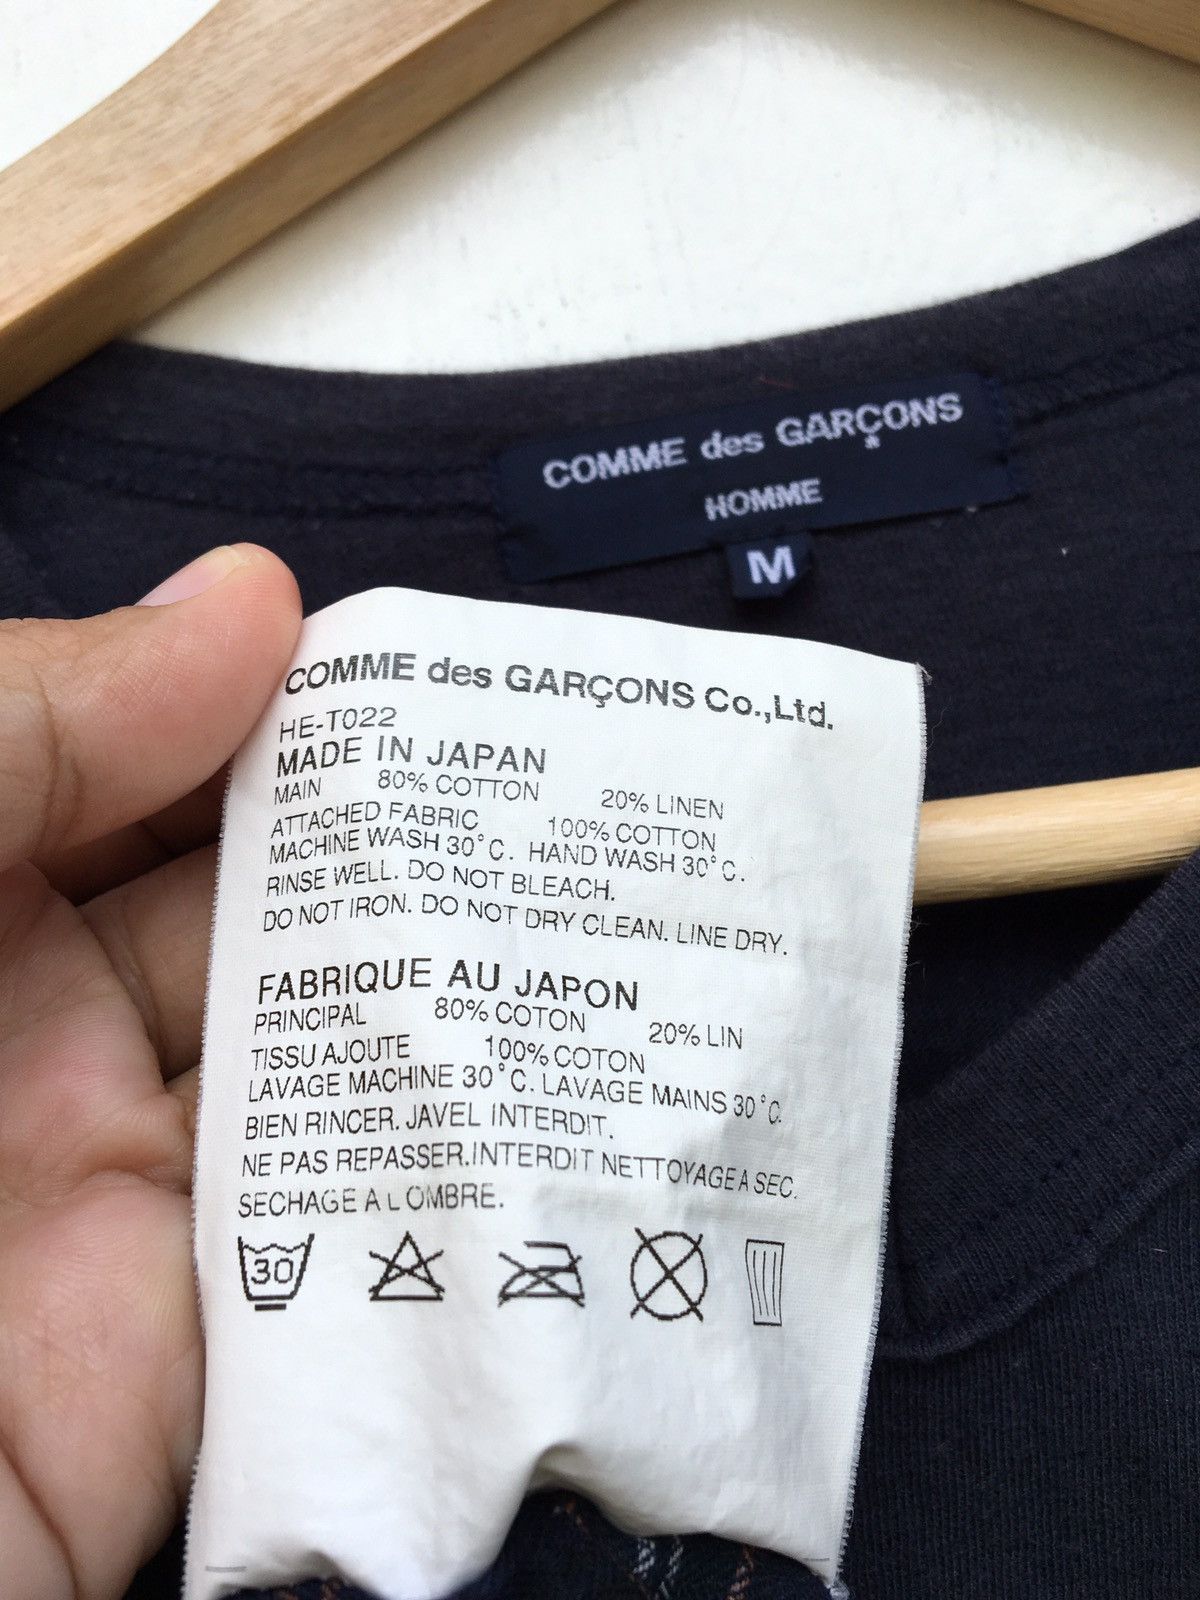 COMME des GARÇONS
HOMME
M
COMME des GARÇONS Co.,Ltd.
HE-T022
MADE IN JAPAN
MAIN 80% COTTON 20% LINEN
ATTACHED FABRIC 100% COTTON
MACHINE WASH 30°C. HAND WASH 30°C.
RINSE WELL. DO NOT BLEACH.
DO NOT IRON. DO NOT DRY CLEAN. LINE DRY.
FABRIQUE AU JAPON
PRINCIPAL 80% COTON 20% LIN
TISSU AJOUTE 100% COTON
LAVAGE MACHINE 30°C. LAVAGE MAINS 30°C.
BIEN RINCER. JAVEL INTERDIT.
NE PAS REPASSER. INTERDIT NETTOYAGE A SEC.
SECHAGE A L OMBRE.
30